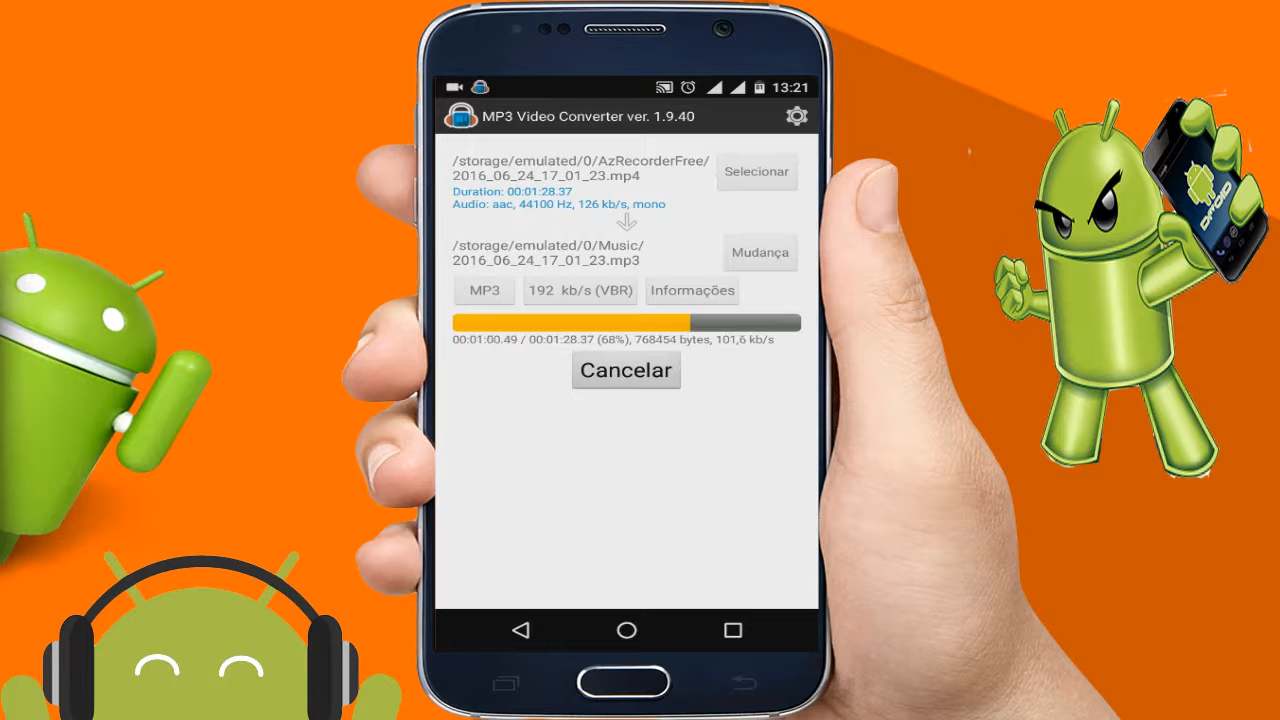 13:21
MP3 Video Converter ver. 1.9.40
/storage/emulated/0/AzRecorderFree/
2016_06_24_17_01_23.mp4
Selecionar
Duration: 00:01:28.37
Audio: aac, 44100 Hz, 126 kb/s, mono
/storage/emulated/0/Music/
2016_06_24_17_01_23.mp3
Mudança
MP3
192 kb/s (VBR)
Informações
00:01:00.49 / 00:01:28.37 (68%), 768454 bytes, 101,6 kb/s
Cancelar
DROID